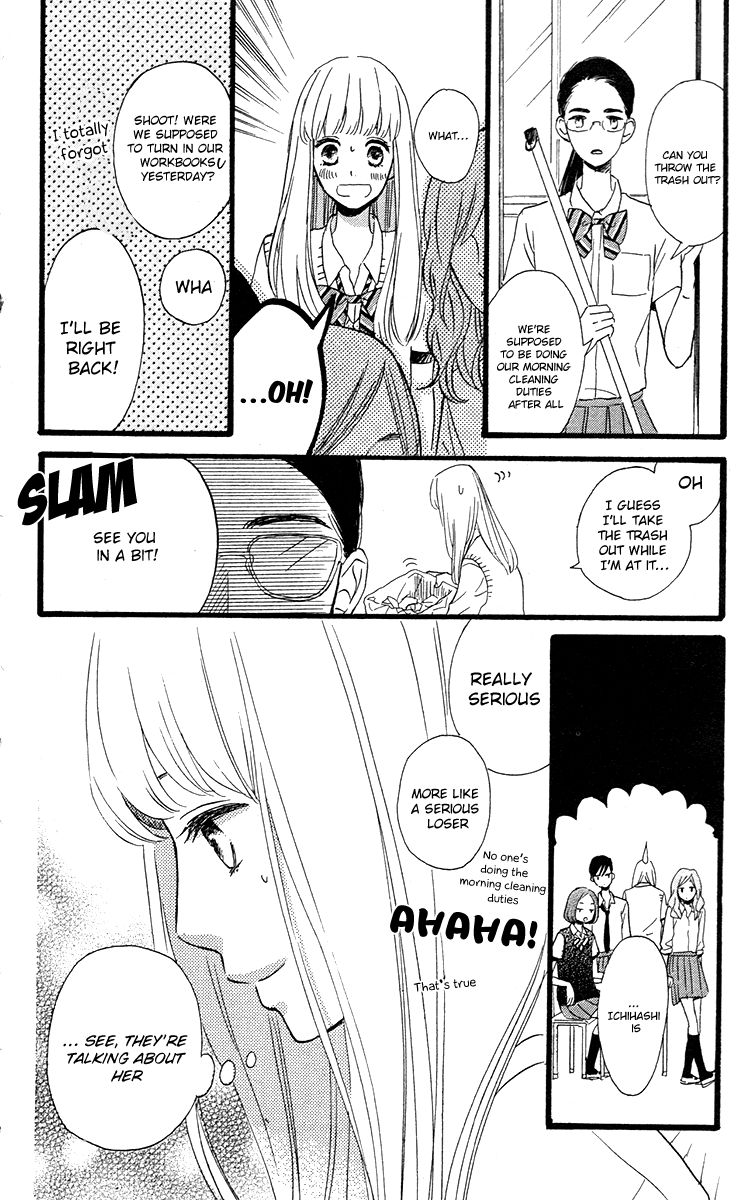 CAN YOU
THROW THE
TRASH OUT?
WE'RE
SUPPOSED
TO BE DOING
OUR MORNING
CLEANING
DUTIES
AFTER ALL
WHAT...
...OH!
SHOOT! WERE
WE SUPPOSED
TO TURN IN OUR
WORKBOOKS
YESTERDAY?
I totally
forgot
WHA
I'LL BE
RIGHT
BACK!
OH
I GUESS
I'LL TAKE
THE TRASH
OUT WHILE
I'M AT IT...
SEE YOU
IN A BIT!
SLAM
... 
ICHIHASHI
IS
REALLY
SERIOUS
MORE LIKE
A SERIOUS
LOSER
No one's
doing the
morning cleaning
duties
AHAHA!
That's true
... SEE, THEY'RE
TALKING ABOUT
HER